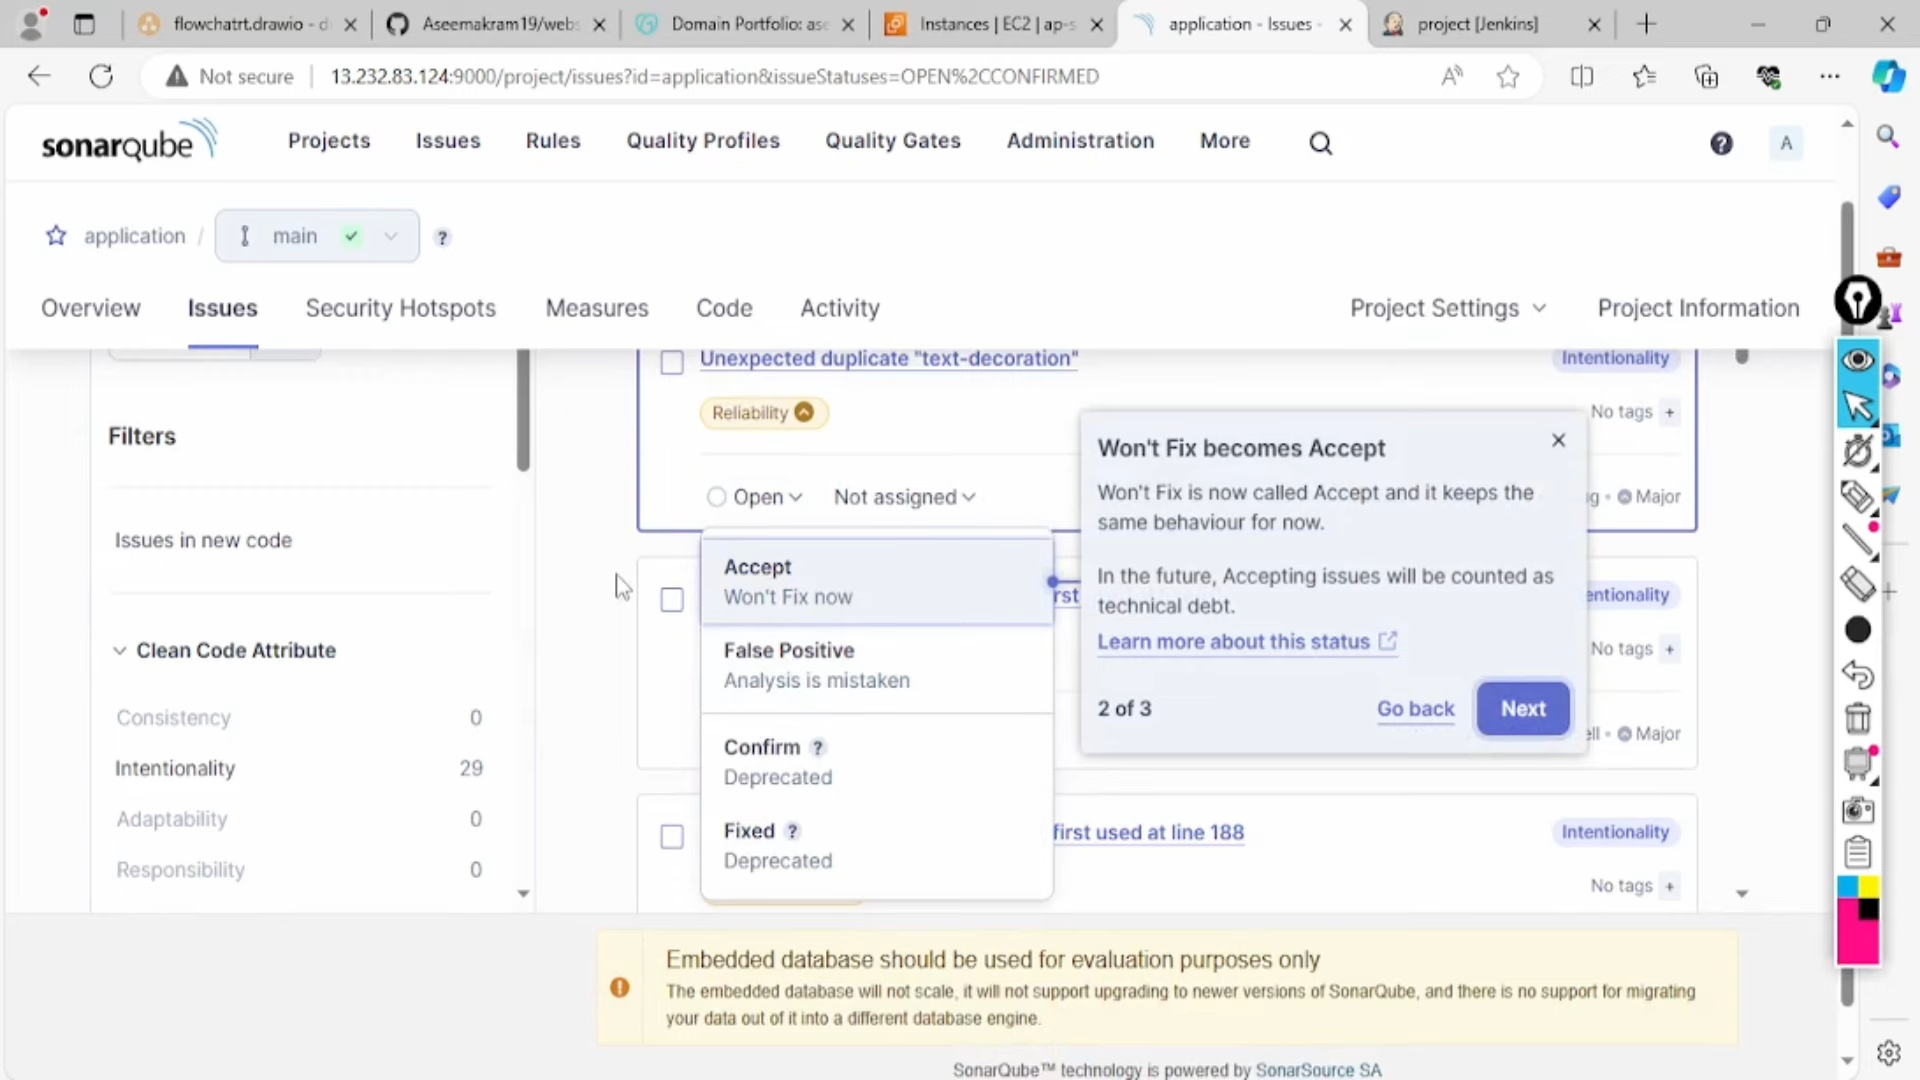 flowchatrt.drawio - d
Aseemakram19/webs
Domain Portfolio: ase
Instances | EC2 | ap-s
application - Issues -
project [Jenkins]
Not secure
13.232.83.124:9000/project/issues?id=application&issueStatuses=OPEN%2CCONFIRMED
sonarqube
Projects
Issues
Rules
Quality Profiles
Quality Gates
Administration
More
A
application /
main
Overview
Issues
Security Hotspots
Measures
Code
Activity
Project Settings
Project Information
Filters
Issues in new code
Clean Code Attribute
Consistency 0
Intentionality 29
Adaptability 0
Responsibility 0
Unexpected duplicate "text-decoration"
Intentionality
Reliability
No tags +
Open
Not assigned
Major
Accept
Won't Fix now
False Positive
Analysis is mistaken
Confirm ?
Deprecated
Fixed ?
Deprecated
Won't Fix becomes Accept
Won't Fix is now called Accept and it keeps the
same behaviour for now.
In the future, Accepting issues will be counted as
technical debt.
Learn more about this status
2 of 3
Go back
Next
rst
entionality
No tags +
ell • Major
first used at line 188
Intentionality
No tags +
Embedded database should be used for evaluation purposes only
The embedded database will not scale, it will not support upgrading to newer versions of SonarQube, and there is no support for migrating
your data out of it into a different database engine.
SonarQube™ technology is powered by SonarSource SA